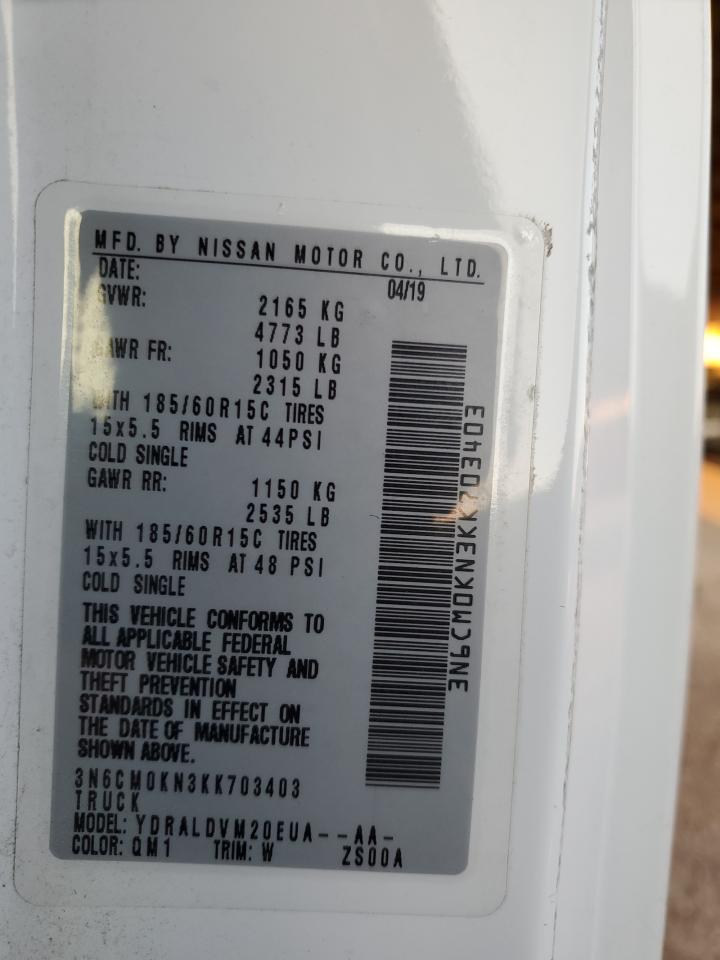 MFD. BY NISSAN MOTOR CO., LTD.
DATE: 04/19
GVWR: 2165 KG
4773 LB
GAWR FR: 1050 KG
2315 LB
WITH 185/60R15C TIRES
15x5.5 RIMS AT 44PSI
COLD SINGLE
GAWR RR: 1150 KG
2535 LB
WITH 185/60R15C TIRES
15x5.5 RIMS AT 48 PSI
COLD SINGLE
THIS VEHICLE CONFORMS TO
ALL APPLICABLE FEDERAL
MOTOR VEHICLE SAFETY AND
THEFT PREVENTION
STANDARDS IN EFFECT ON
THE DATE OF MANUFACTURE
SHOWN ABOVE.
3N6CM0KN3KK703403
TRUCK
MODEL: YDRALDVM20EUA--AA-
COLOR: QM1 TRIM: W ZS00A
3N6CM0KN3KK703403